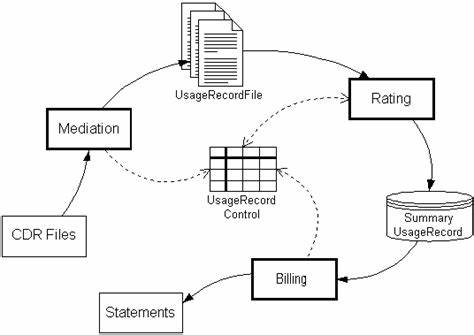 UsageRecordFile
Rating
Mediation
UsageRecord
Control
CDR Files
Summary
UsageRecord
Billing
Statements